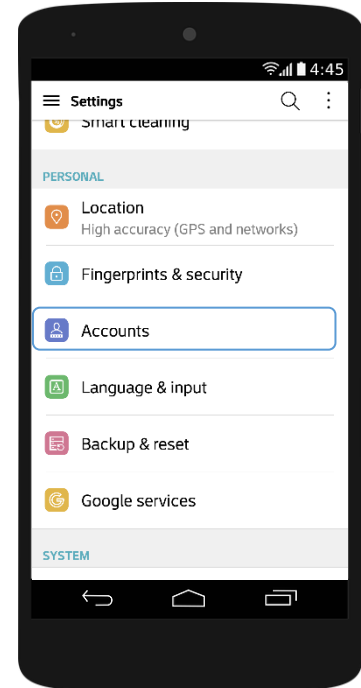 4:45
Settings
Smart cleaning
PERSONAL
Location
High accuracy (GPS and networks)
Fingerprints & security
Accounts
A Language & input
Backup & reset
G Google services
SYSTEM